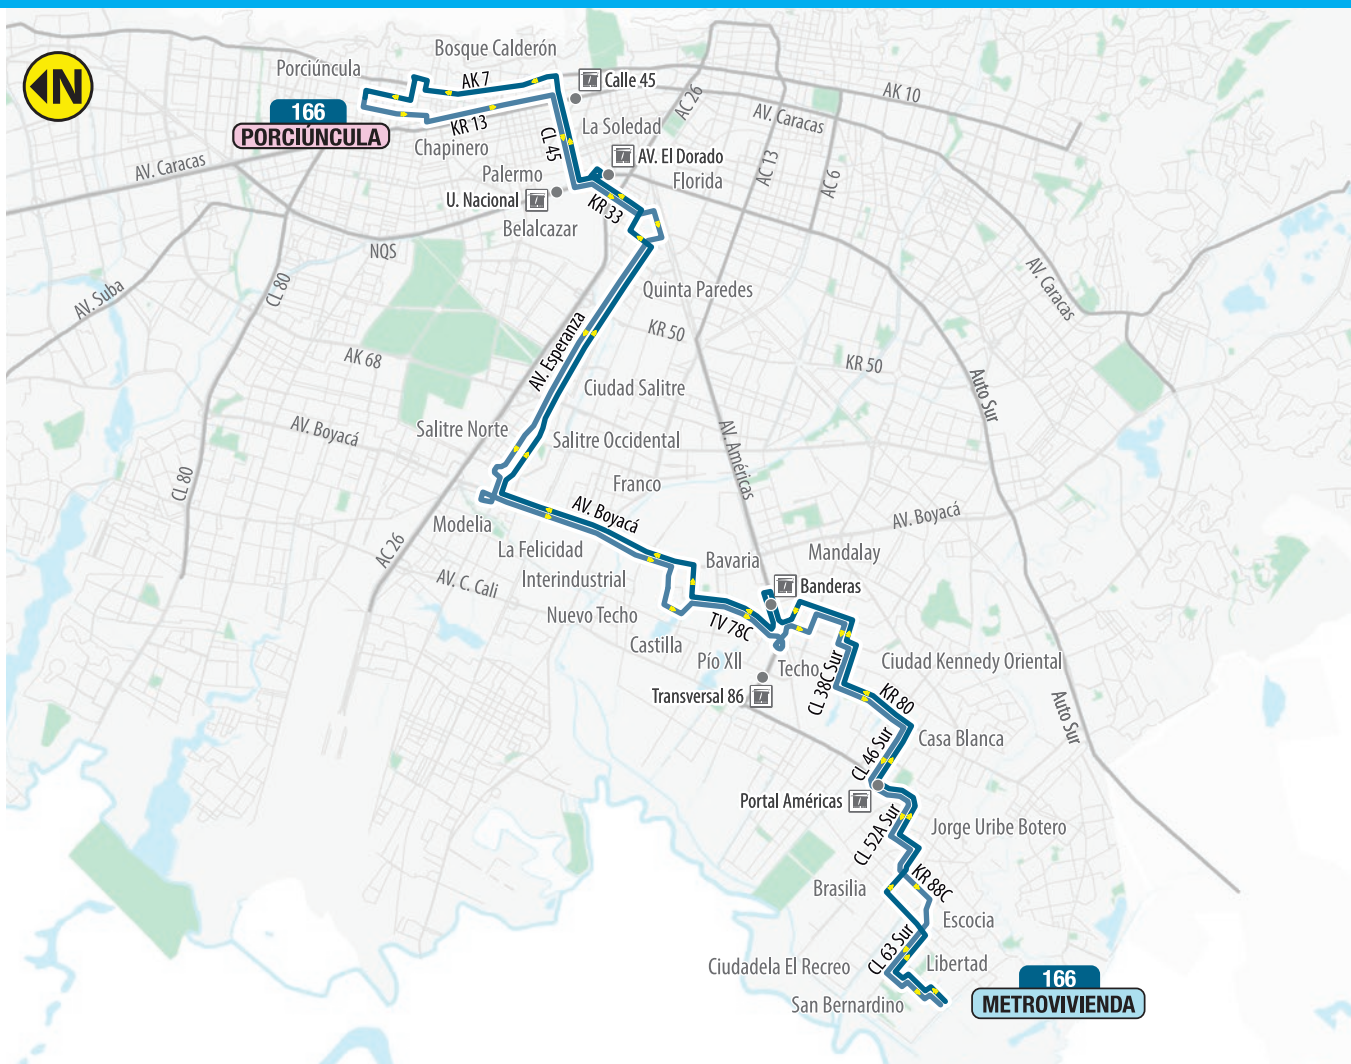 N
Bosque Calderón
Porciúncula
AK 7
Calle 45
AK 10
166
PORCIÚNCULA
KR 13
AC 26
AV. Caracas
La Soledad
CL 45
Chapinero
AV. Caracas
AV. El Dorado
Palermo
Florida
AC 13
AC 6
U. Nacional
KR 33
Belalcazar
NQS
AV. Suba
CL 80
Quinta Paredes
AV. Caracas
KR 50
AV. Esperanza
AK 68
KR 50
Ciudad Salitre
Auto Sur
AV. Boyacá
Salitre Norte
Salitre Occidental
AV. Américas
CL 80
Franco
AV. Boyacá
AV. Boyacá
Modelia
AC 26
La Felicidad
Bavaria
Mandalay
Interindustrial
AV. C. Cali
Banderas
Nuevo Techo
TV 78C
Castilla
Pío XII
Techo
Ciudad Kennedy Oriental
CL 38C Sur
Transversal 86
KR 80
Auto Sur
Casa Blanca
CL 46 Sur
Portal Américas
CL 52A Sur
Jorge Uribe Botero
KR 88C
Brasilia
Escocia
CL 63 Sur
Ciudadela El Recreo
Libertad
166
METROVIVIENDA
San Bernardino